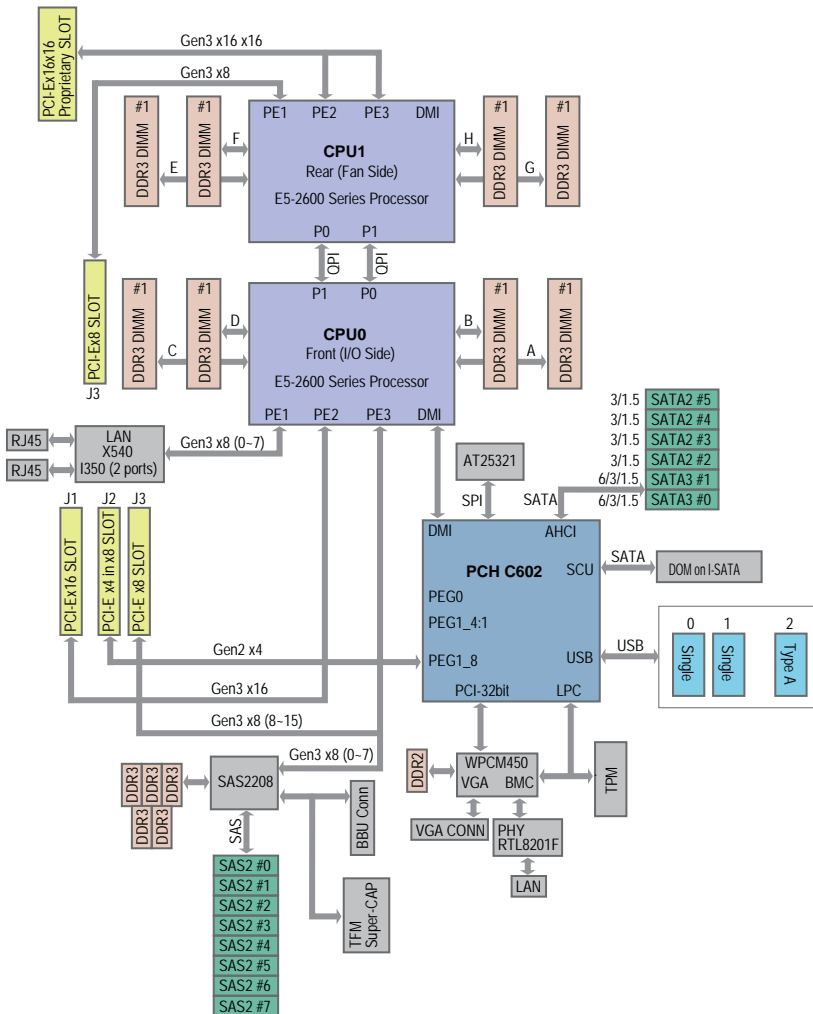 PCI-Ex16x16
Proprietary SLOT
Gen3 x16 x16
Gen3 x8
#1
DDR3 DIMM
#1
DDR3 DIMM
E
F
PE1
PE2
PE3
DMI
CPU1
Rear (Fan Side)
E5-2600 Series Processor
P0
P1
H
G
#1
DDR3 DIMM
#1
DDR3 DIMM
QPI
QPI
PCI-Ex8 SLOT
J3
#1
DDR3 DIMM
#1
DDR3 DIMM
C
D
P1
P0
CPU0
Front (I/O Side)
E5-2600 Series Processor
PE1
PE2
PE3
DMI
B
A
#1
DDR3 DIMM
#1
DDR3 DIMM
RJ45
RJ45
LAN
X540
I350 (2 ports)
Gen3 x8 (0~7)
AT25321
SPI
SATA
3/1.5
SATA2 #5
3/1.5
SATA2 #4
3/1.5
SATA2 #3
3/1.5
SATA2 #2
6/3/1.5
SATA3 #1
6/3/1.5
SATA3 #0
J1
J2
J3
PCI-Ex16 SLOT
PCI-E x4 in x8 SLOT
PCI-E x8 SLOT
DMI
AHCI
PCH C602
SCU
PEG0
PEG1_4:1
PEG1_8
USB
PCI-32bit
LPC
SATA
DOM on I-SATA
USB
0
1
2
Single
Single
Type A
Gen2 x4
Gen3 x16
Gen3 x8 (8~15)
Gen3 x8 (0~7)
DDR3
DDR3
DDR3
DDR3
DDR3
SAS2208
SAS
BBU Conn
TFM
Super-CAP
DDR2
WPCM450
VGA
BMC
TPM
VGA CONN
PHY
RTL8201F
LAN
SAS2 #0
SAS2 #1
SAS2 #2
SAS2 #3
SAS2 #4
SAS2 #5
SAS2 #6
SAS2 #7